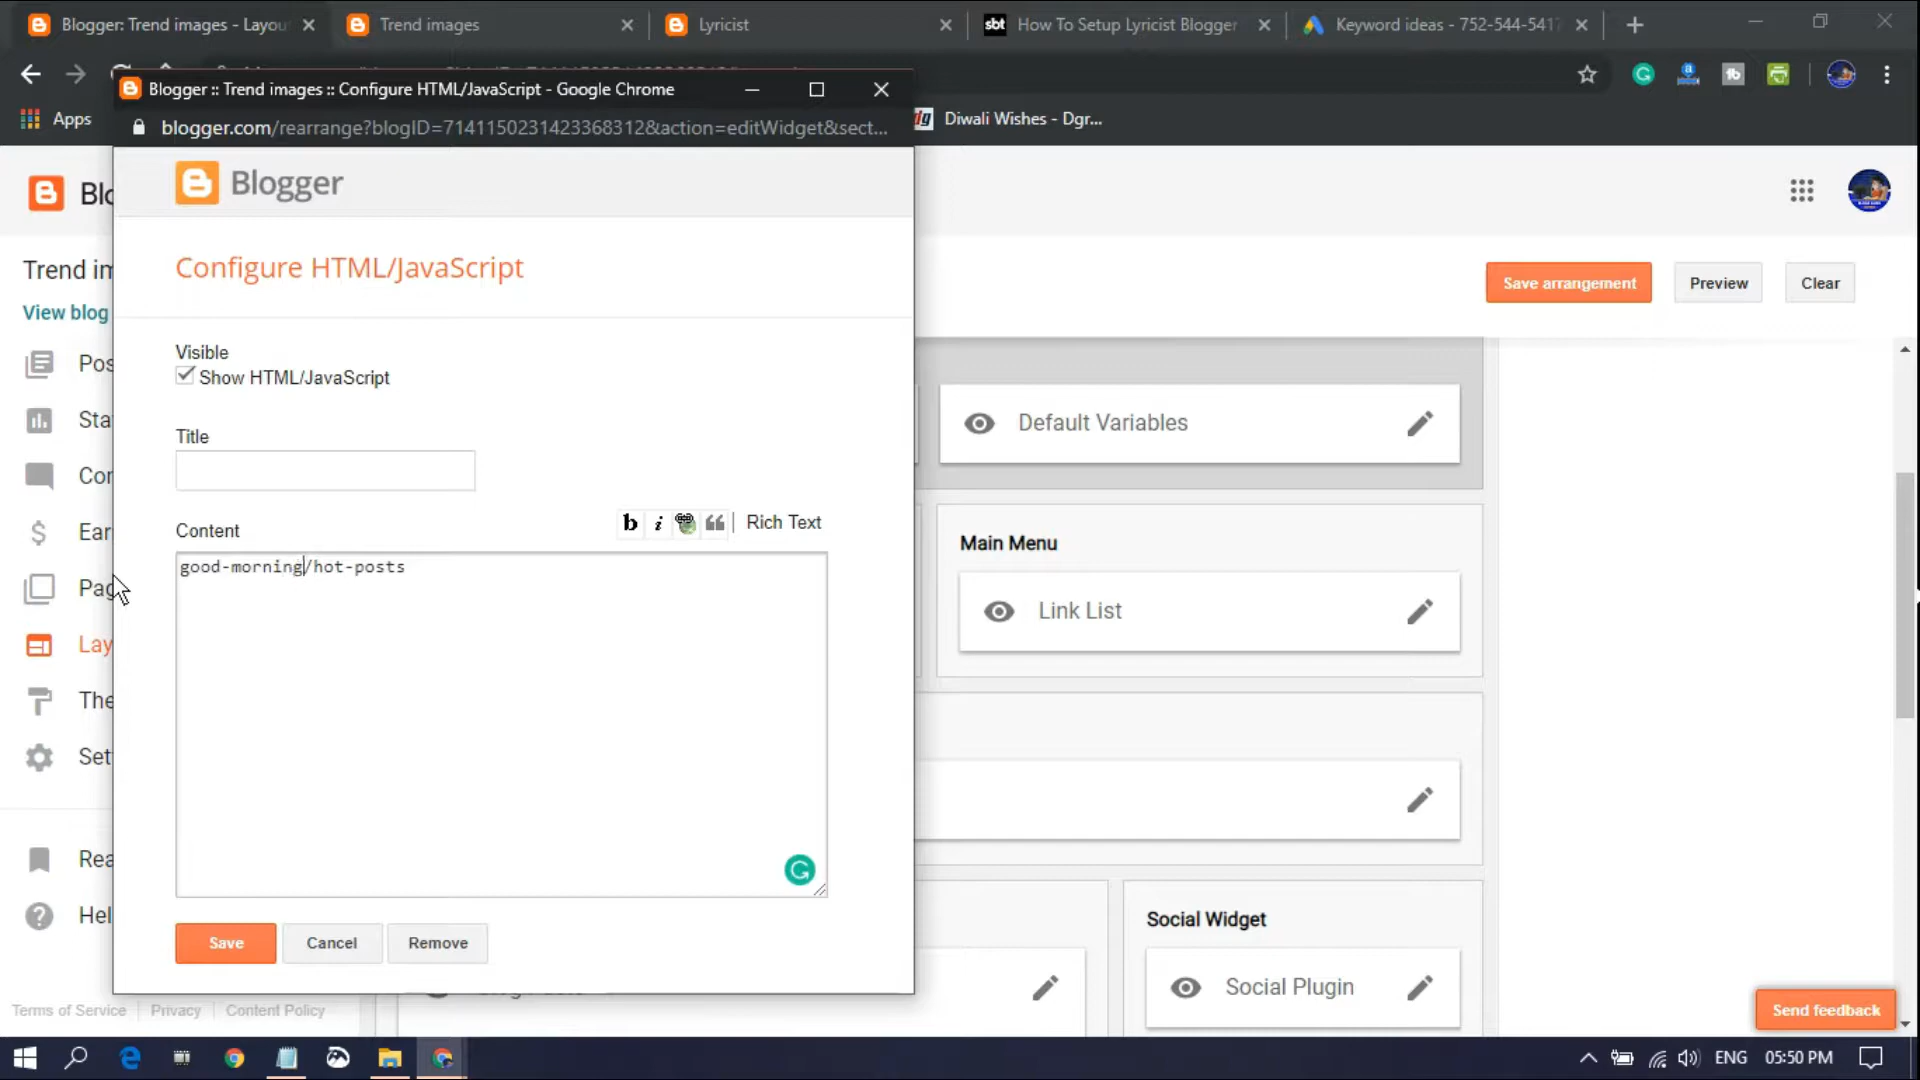 Blogger: Trend images - Layou
Trend images
Lyricist
sbt
How To Setup Lyricist Blogger
Keyword ideas - 752-544-541
Blogger :: Trend images :: Configure HTML/JavaScript - Google Chrome
Apps
blogger.com/rearrange?blogID=7141150231423368312&action=editWidget&sect...
Diwali Wishes - Dgr...
Blogger
Configure HTML/JavaScript
Trend im
View blog
Save arrangement
Preview
Clear
Visible
Show HTML/JavaScript
Title
Content
b i Rich Text
good-morning/hot-posts
Default Variables
Main Menu
Link List
Social Widget
Social Plugin
Pos
Sta
Cor
Ear
Pag
Lay
The
Set
Rea
Hel
Save
Cancel
Remove
Terms of Service
Privacy
Content Policy
Send feedback
ENG
05:50 PM